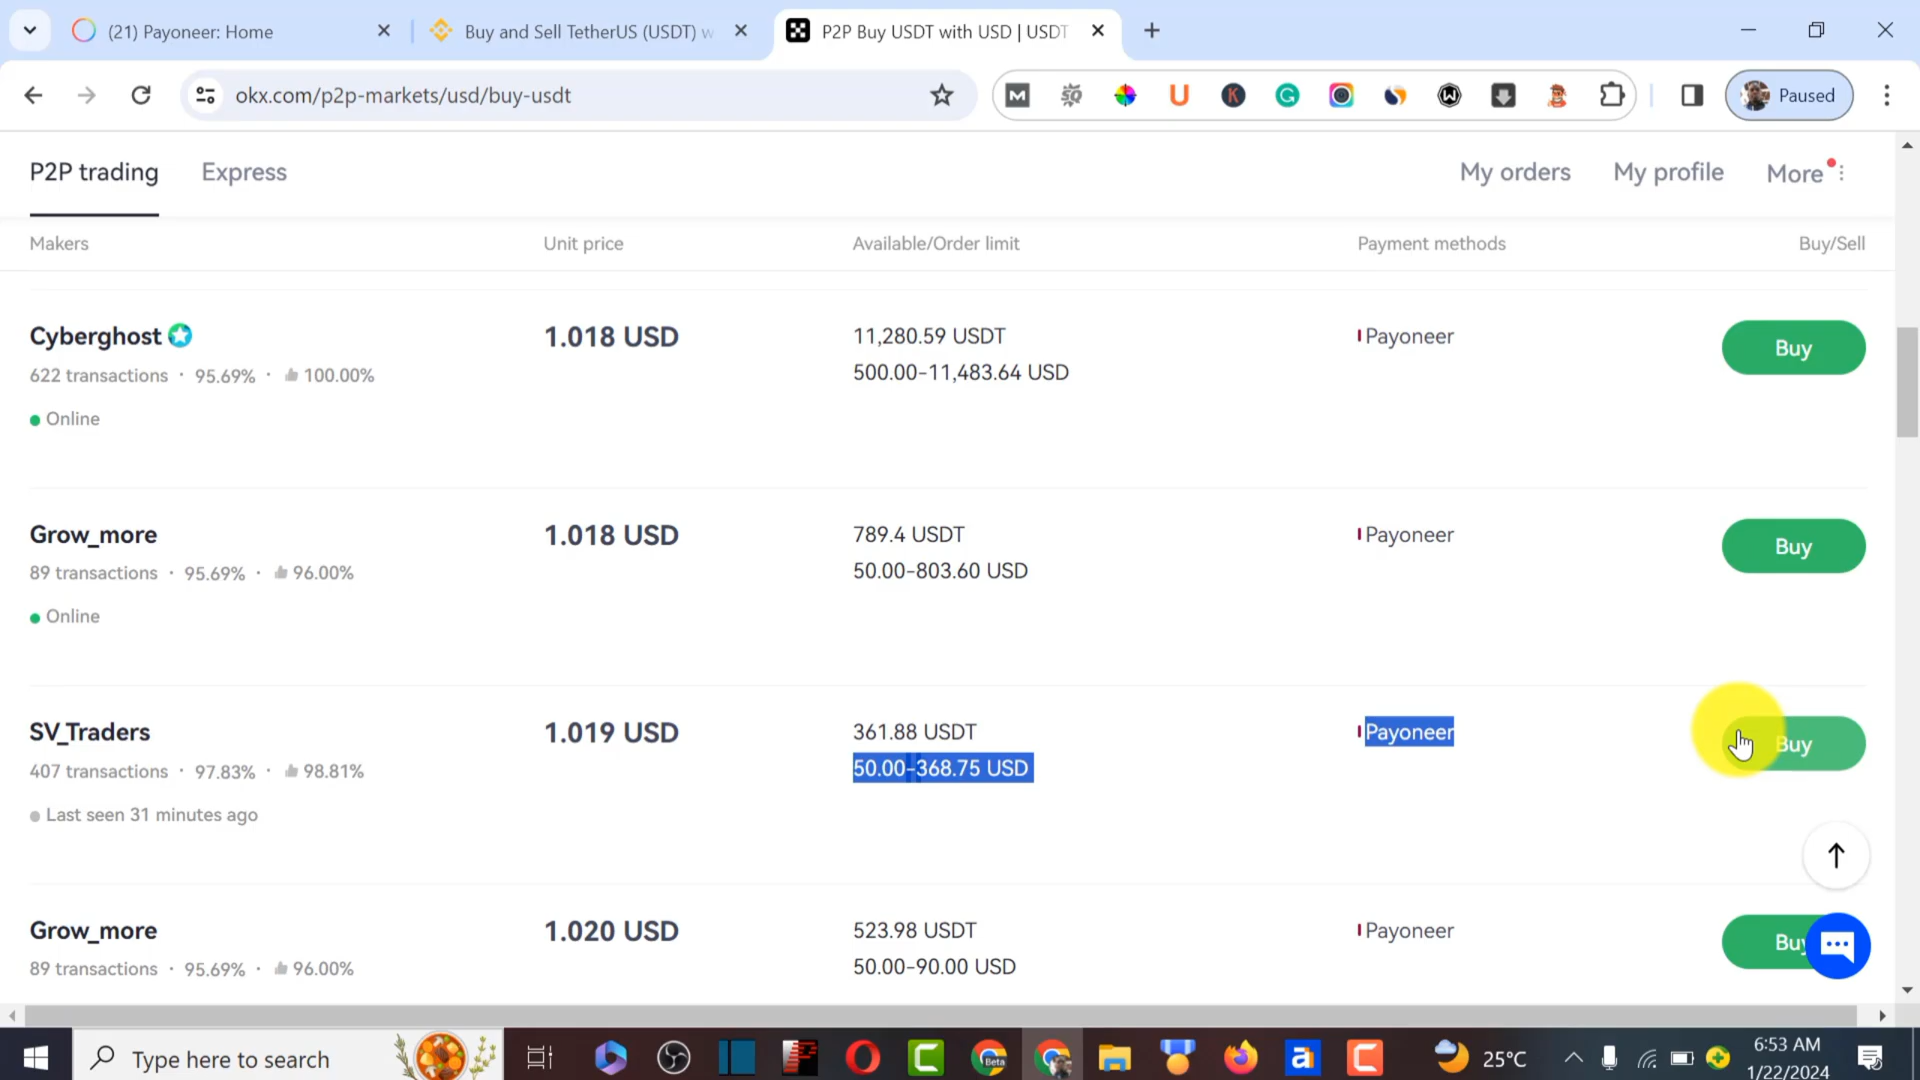 (21) Payoneer: Home
Buy and Sell TetherUS (USDT) w
P2P Buy USDT with USD | USDT
okx.com/p2p-markets/usd/buy-usdt
Paused
P2P trading
Express
My orders
My profile
More
Makers
Unit price
Available/Order limit
Payment methods
Buy/Sell
Cyberghost
1.018 USD
11,280.59 USDT
Payoneer
Buy
622 transactions · 95.69% · 100.00%
500.00-11,483.64 USD
Online
Grow_more
1.018 USD
789.4 USDT
Payoneer
Buy
89 transactions · 95.69% · 96.00%
50.00-803.60 USD
Online
SV_Traders
1.019 USD
361.88 USDT
Payoneer
Buy
407 transactions · 97.83% · 98.81%
50.00-368.75 USD
Last seen 31 minutes ago
Grow_more
1.020 USD
523.98 USDT
Payoneer
Buy
89 transactions · 95.69% · 96.00%
50.00-90.00 USD
Type here to search
Beta
25°C
6:53 AM
1/22/2024